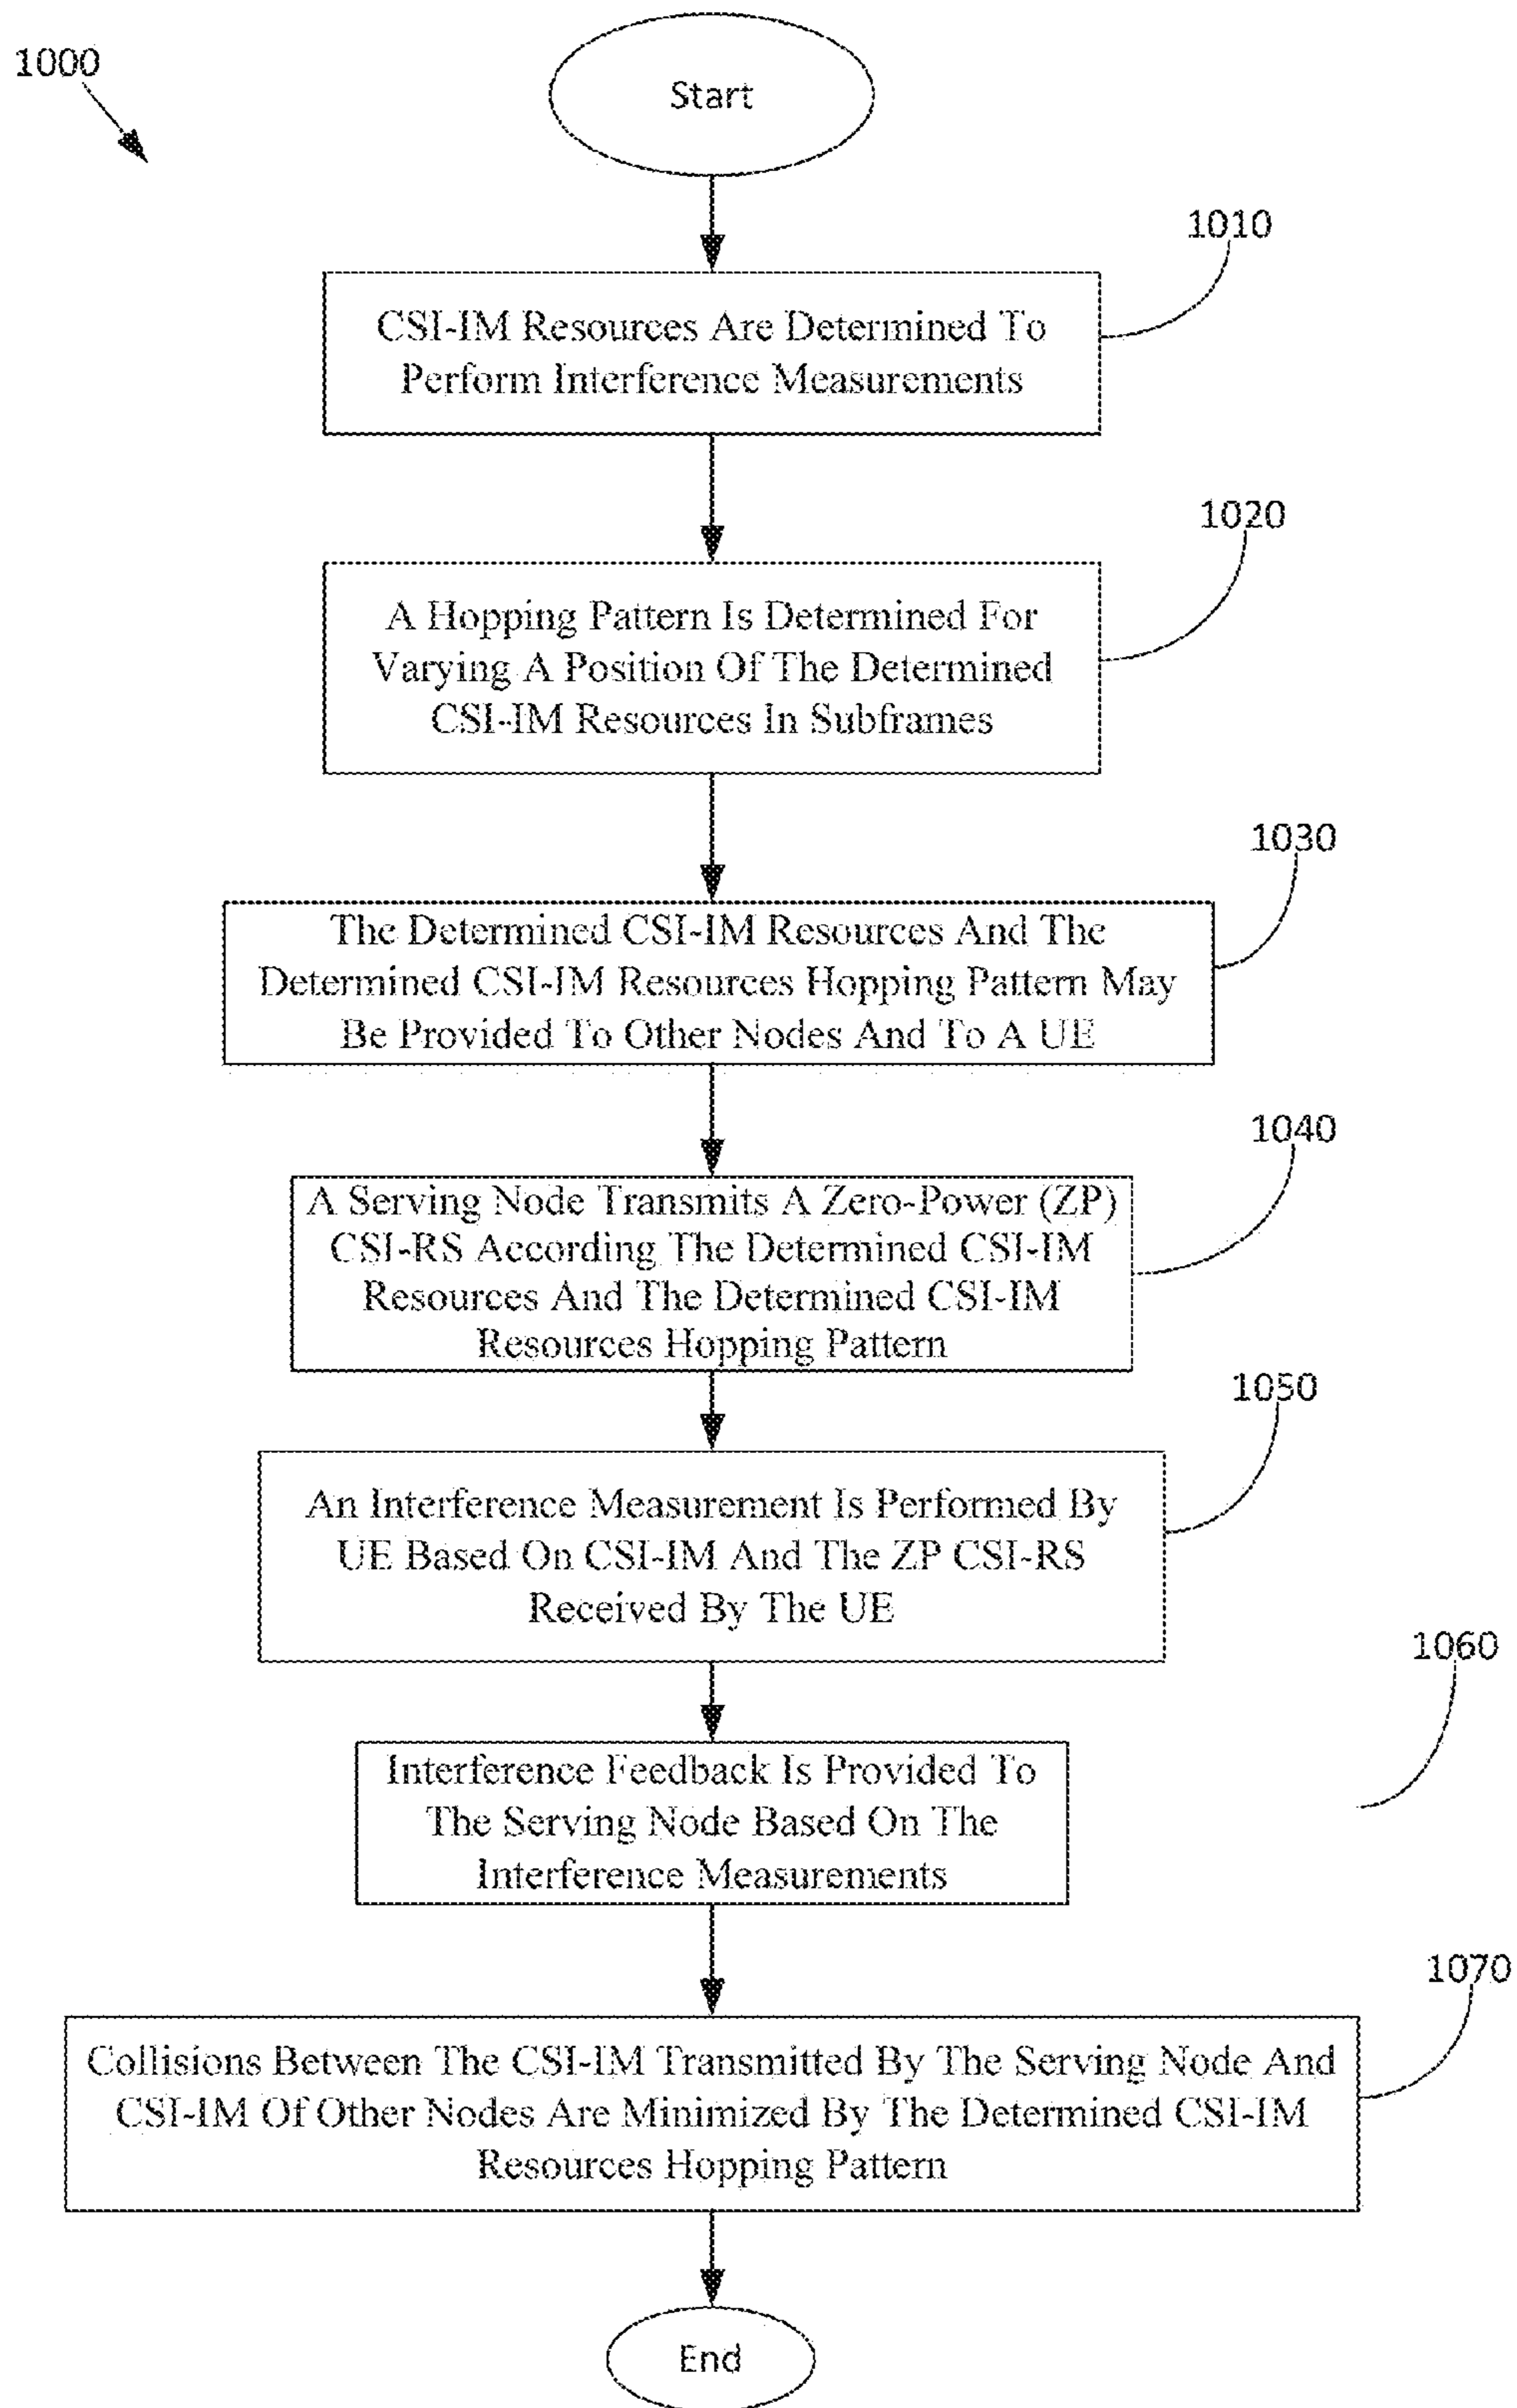 1000
Start
1010
CSI-IM Resources Are Determined To
Perform Interference Measurements
1020
A Hopping Pattern Is Determined For
Varying A Position Of The Determined
CSI-IM Resources In Subframes
1030
The Determined CSI-IM Resources And The
Determined CSI-IM Resources Hopping Pattern May
Be Provided To Other Nodes And To A UE
1040
A Serving Node Transmits A Zero-Power (ZP)
CSI-RS According The Determined CSI-IM
Resources And The Determined CSI-IM
Resources Hopping Pattern
1050
An Interference Measurement Is Performed By
UE Based On CSI-IM And The ZP CSI-RS
Received By The UE
1060
Interference Feedback Is Provided To
The Serving Node Based On The
Interference Measurements
1070
Collisions Between The CSI-IM Transmitted By The Serving Node And
CSI-IM Of Other Nodes Are Minimized By The Determined CSI-IM
Resources Hopping Pattern
End